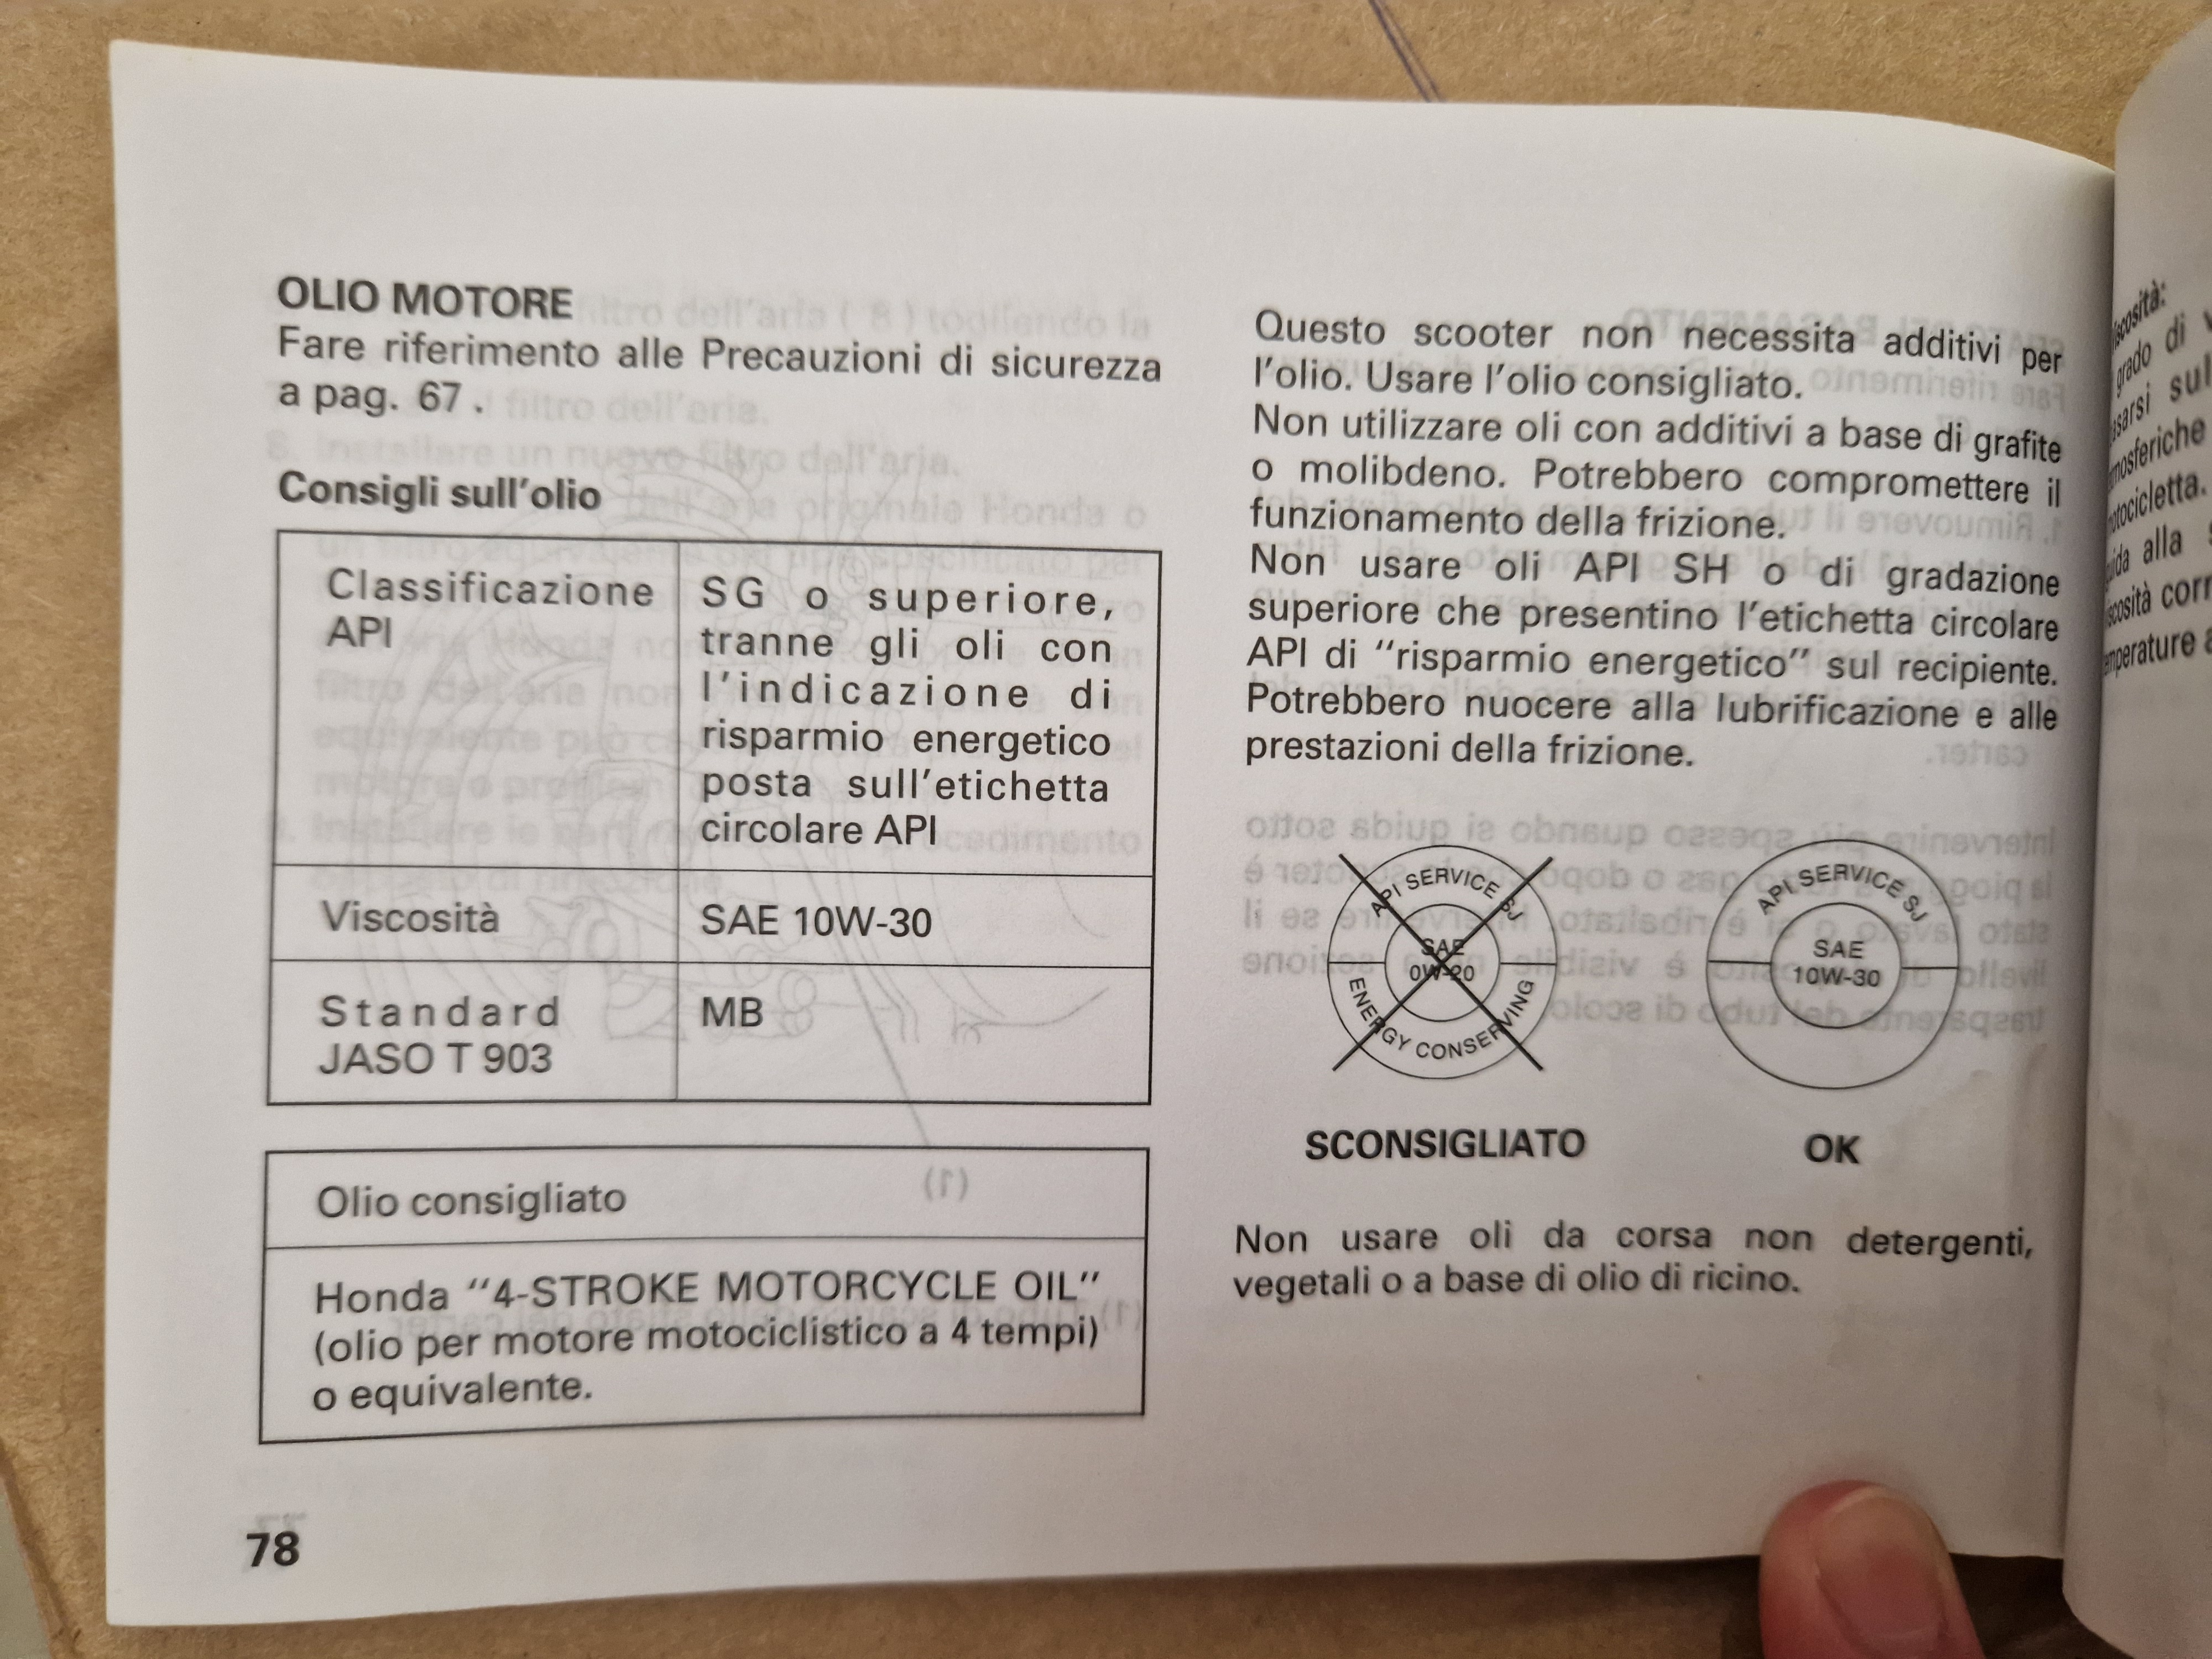 OLIO MOTORE
Fare riferimento alle Precauzioni di sicurezza
a pag. 67 .
Consigli sull'olio
Classificazione
API
SG o superiore,
tranne gli oli con
l'indicazione di
risparmio energetico
posta sull'etichetta
circolare API
Viscosità
SAE 10W-30
Standard
JASO T 903
MB
Olio consigliato
Honda "4-STROKE MOTORCYCLE OIL"
(olio per motore motociclistico a 4 tempi)
o equivalente.
78
Questo scooter non necessita additivi per
l'olio. Usare l'olio consigliato.
Non utilizzare oli con additivi a base di grafite
o molibdeno. Potrebbero compromettere il
funzionamento della frizione.
Non usare oli API SH o di gradazione
superiore che presentino l'etichetta circolare
API di "risparmio energetico" sul recipiente.
Potrebbero nuocere alla lubrificazione e alle
prestazioni della frizione.
API SERVICE SJ
SAE
0W-20
ENERGY CONSERVING
SCONSIGLIATO
API SERVICE SJ
SAE
10W-30
OK
Non usare oli da corsa non detergenti,
vegetali o a base di olio di ricino.
grado di
sul
alla